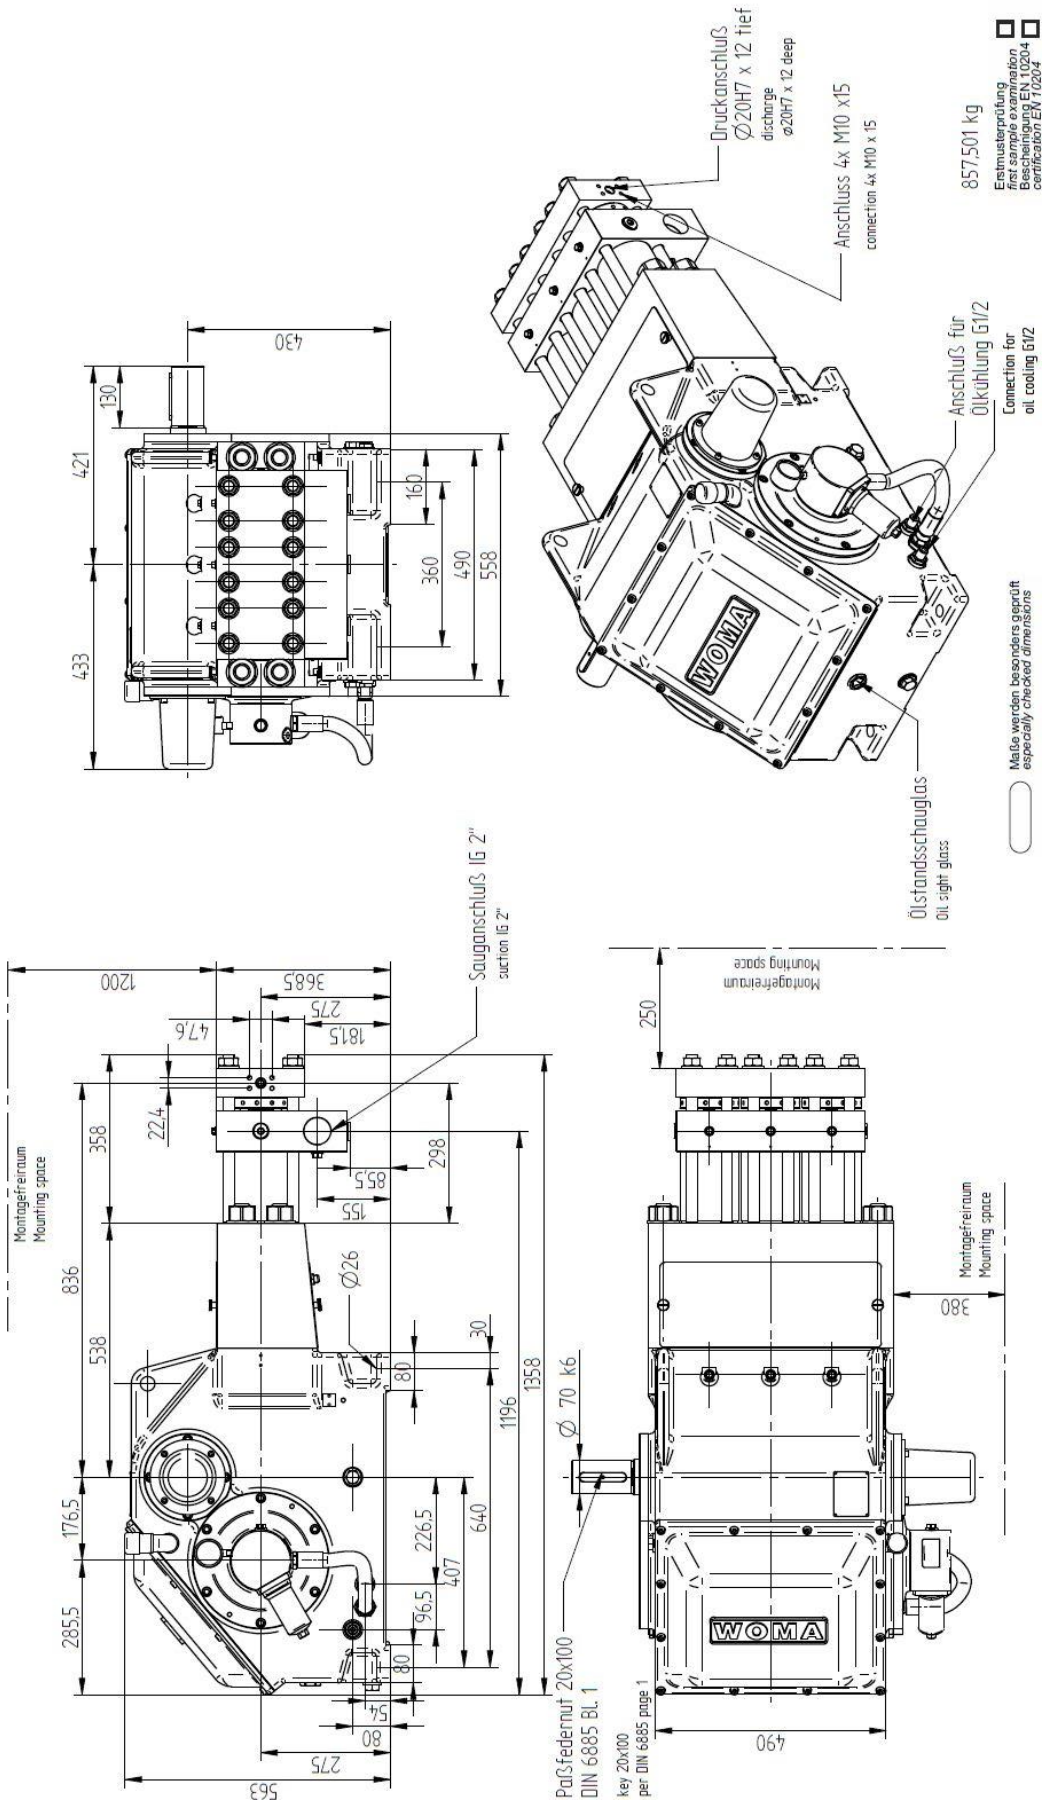 Montagefreiraum
Mounting space
1200
836
358
538
22,4
47,6
368,5
275
181,5
Sauganschluß IG 2"
suction IG 2"
298
85,5
155
Ø26
30
80
176,5
285,5
226,5
407
96,5
80
640
1196
1358
54
80
275
563
421
433
130
430
160
360
490
558
Druckanschluß
Ø20H7 x 12 tief
discharge
ø20H7 x 12 deep
Anschluss 4x M10 x15
connection 4x M10 x 15
Anschluß für
Ölkühlung G1/2
Connection for
oil cooling G1/2
WOMA
Ölstandsschauglas
Oil sight glass
250
Montagefreiraum
Mounting space
Montagefreiraum
Mounting space
380
Ø 70 k6
Paßfedernut 20x100
DIN 6885 Bl. 1
key 20x100
per DIN 6885 page 1
WOMA
490
857,501 kg
Erstmusterprüfung
first sample examination
Bescheinigung EN 10204
certification EN 10204
Maße werden besonders geprüft
especially checked dimensions